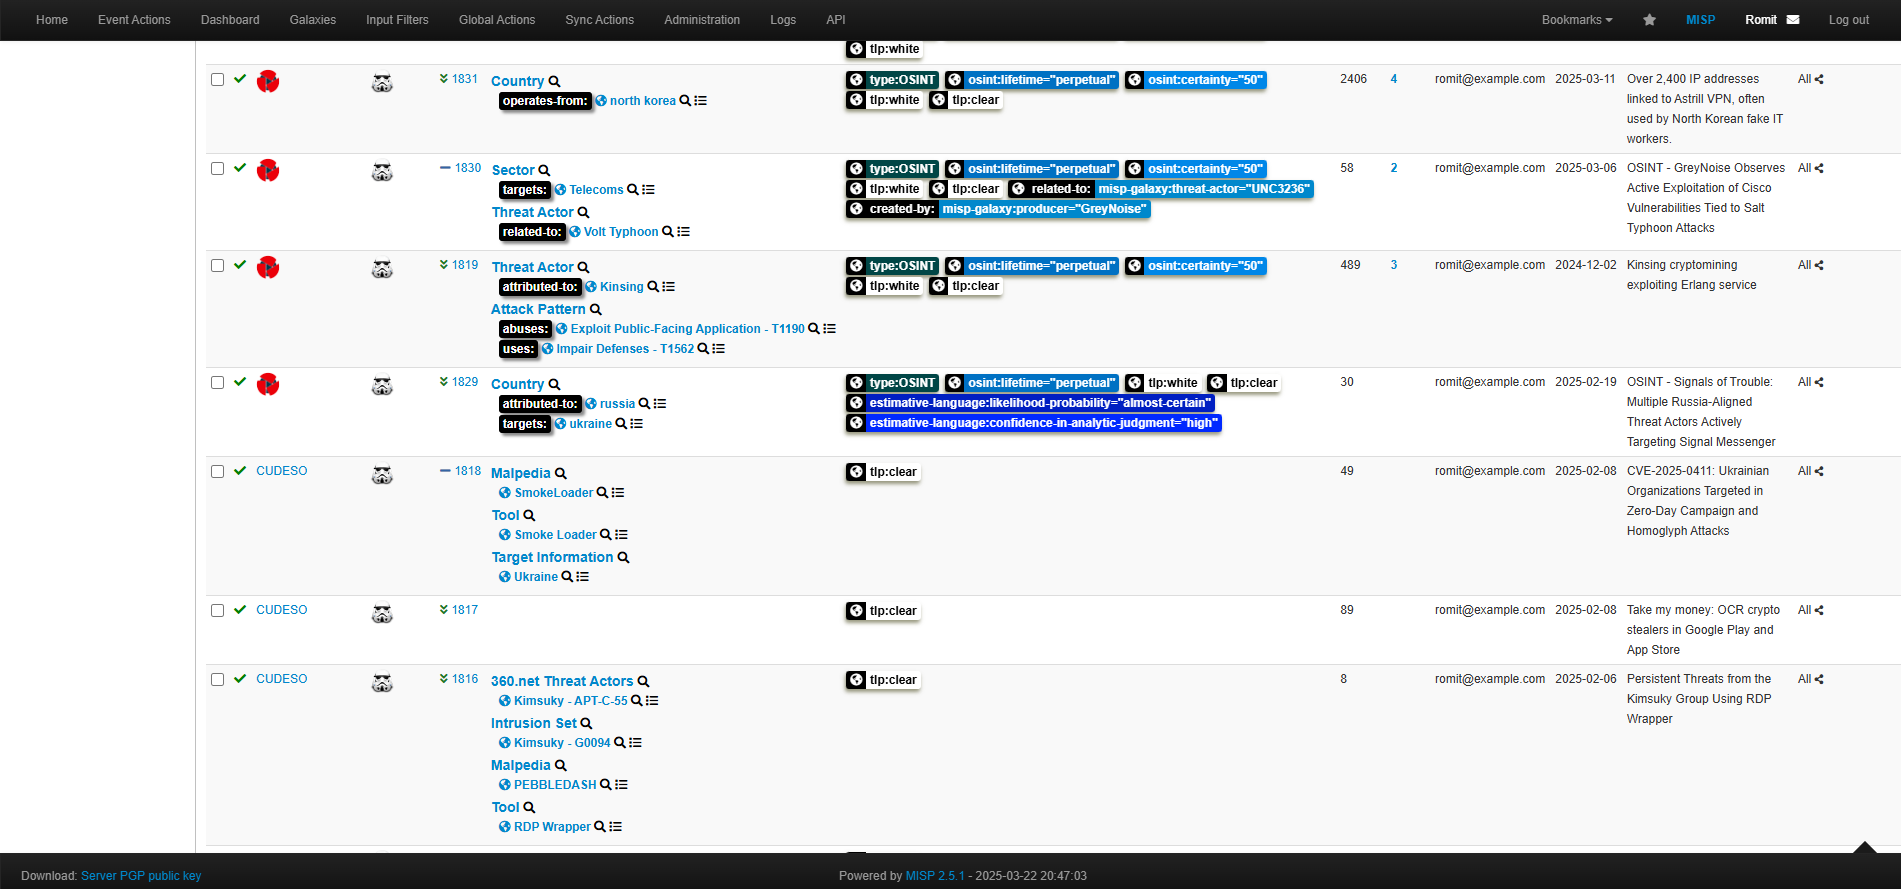 Home Event Actions Dashboard Galaxies Input Filters Global Actions Sync Actions Administration Logs API Bookmarks MISP Romit Log out
tlp:white
1831 Country type:OSINT osint:lifetime="perpetual" osint:certainty="50" 2406 4 romit@example.com 2025-03-11 Over 2,400 IP addresses All
operates-from: north korea tlp:white tlp:clear linked to Astrill VPN, often
used by North Korean fake IT
workers.
1830 Sector type:OSINT osint:lifetime="perpetual" osint:certainty="50" 58 2 romit@example.com 2025-03-06 OSINT - GreyNoise Observes All
targets: Telecoms tlp:white tlp:clear related-to: misp-galaxy:threat-actor="UNC3236" Active Exploitation of Cisco
Threat Actor created-by: misp-galaxy:producer="GreyNoise" Vulnerabilities Tied to Salt
related-to: Volt Typhoon Typhoon Attacks
1819 Threat Actor type:OSINT osint:lifetime="perpetual" osint:certainty="50" 489 3 romit@example.com 2024-12-02 Kinsing cryptomining All
attributed-to: Kinsing tlp:white tlp:clear exploiting Erlang service
Attack Pattern
abuses: Exploit Public-Facing Application - T1190
uses: Impair Defenses - T1562
1829 Country type:OSINT osint:lifetime="perpetual" tlp:white tlp:clear 30 romit@example.com 2025-02-19 OSINT - Signals of Trouble: All
attributed-to: russia estimative-language:likelihood-probability="almost-certain" Multiple Russia-Aligned
targets: ukraine estimative-language:confidence-in-analytic-judgment="high" Threat Actors Actively
Targeting Signal Messenger
CUDESO 1818 Malpedia tlp:clear 49 romit@example.com 2025-02-08 CVE-2025-0411: Ukrainian All
SmokeLoader Organizations Targeted in
Tool Zero-Day Campaign and
Smoke Loader Homoglyph Attacks
Target Information
Ukraine
CUDESO 1817 tlp:clear 89 romit@example.com 2025-02-08 Take my money: OCR crypto All
stealers in Google Play and
App Store
CUDESO 1816 360.net Threat Actors tlp:clear 8 romit@example.com 2025-02-06 Persistent Threats from the All
Kimsuky - APT-C-55 Kimsuky Group Using RDP
Intrusion Set Wrapper
Kimsuky - G0094
Malpedia
PEBBLEDASH
Tool
RDP Wrapper
Download: Server PGP public key Powered by MISP 2.5.1 - 2025-03-22 20:47:03